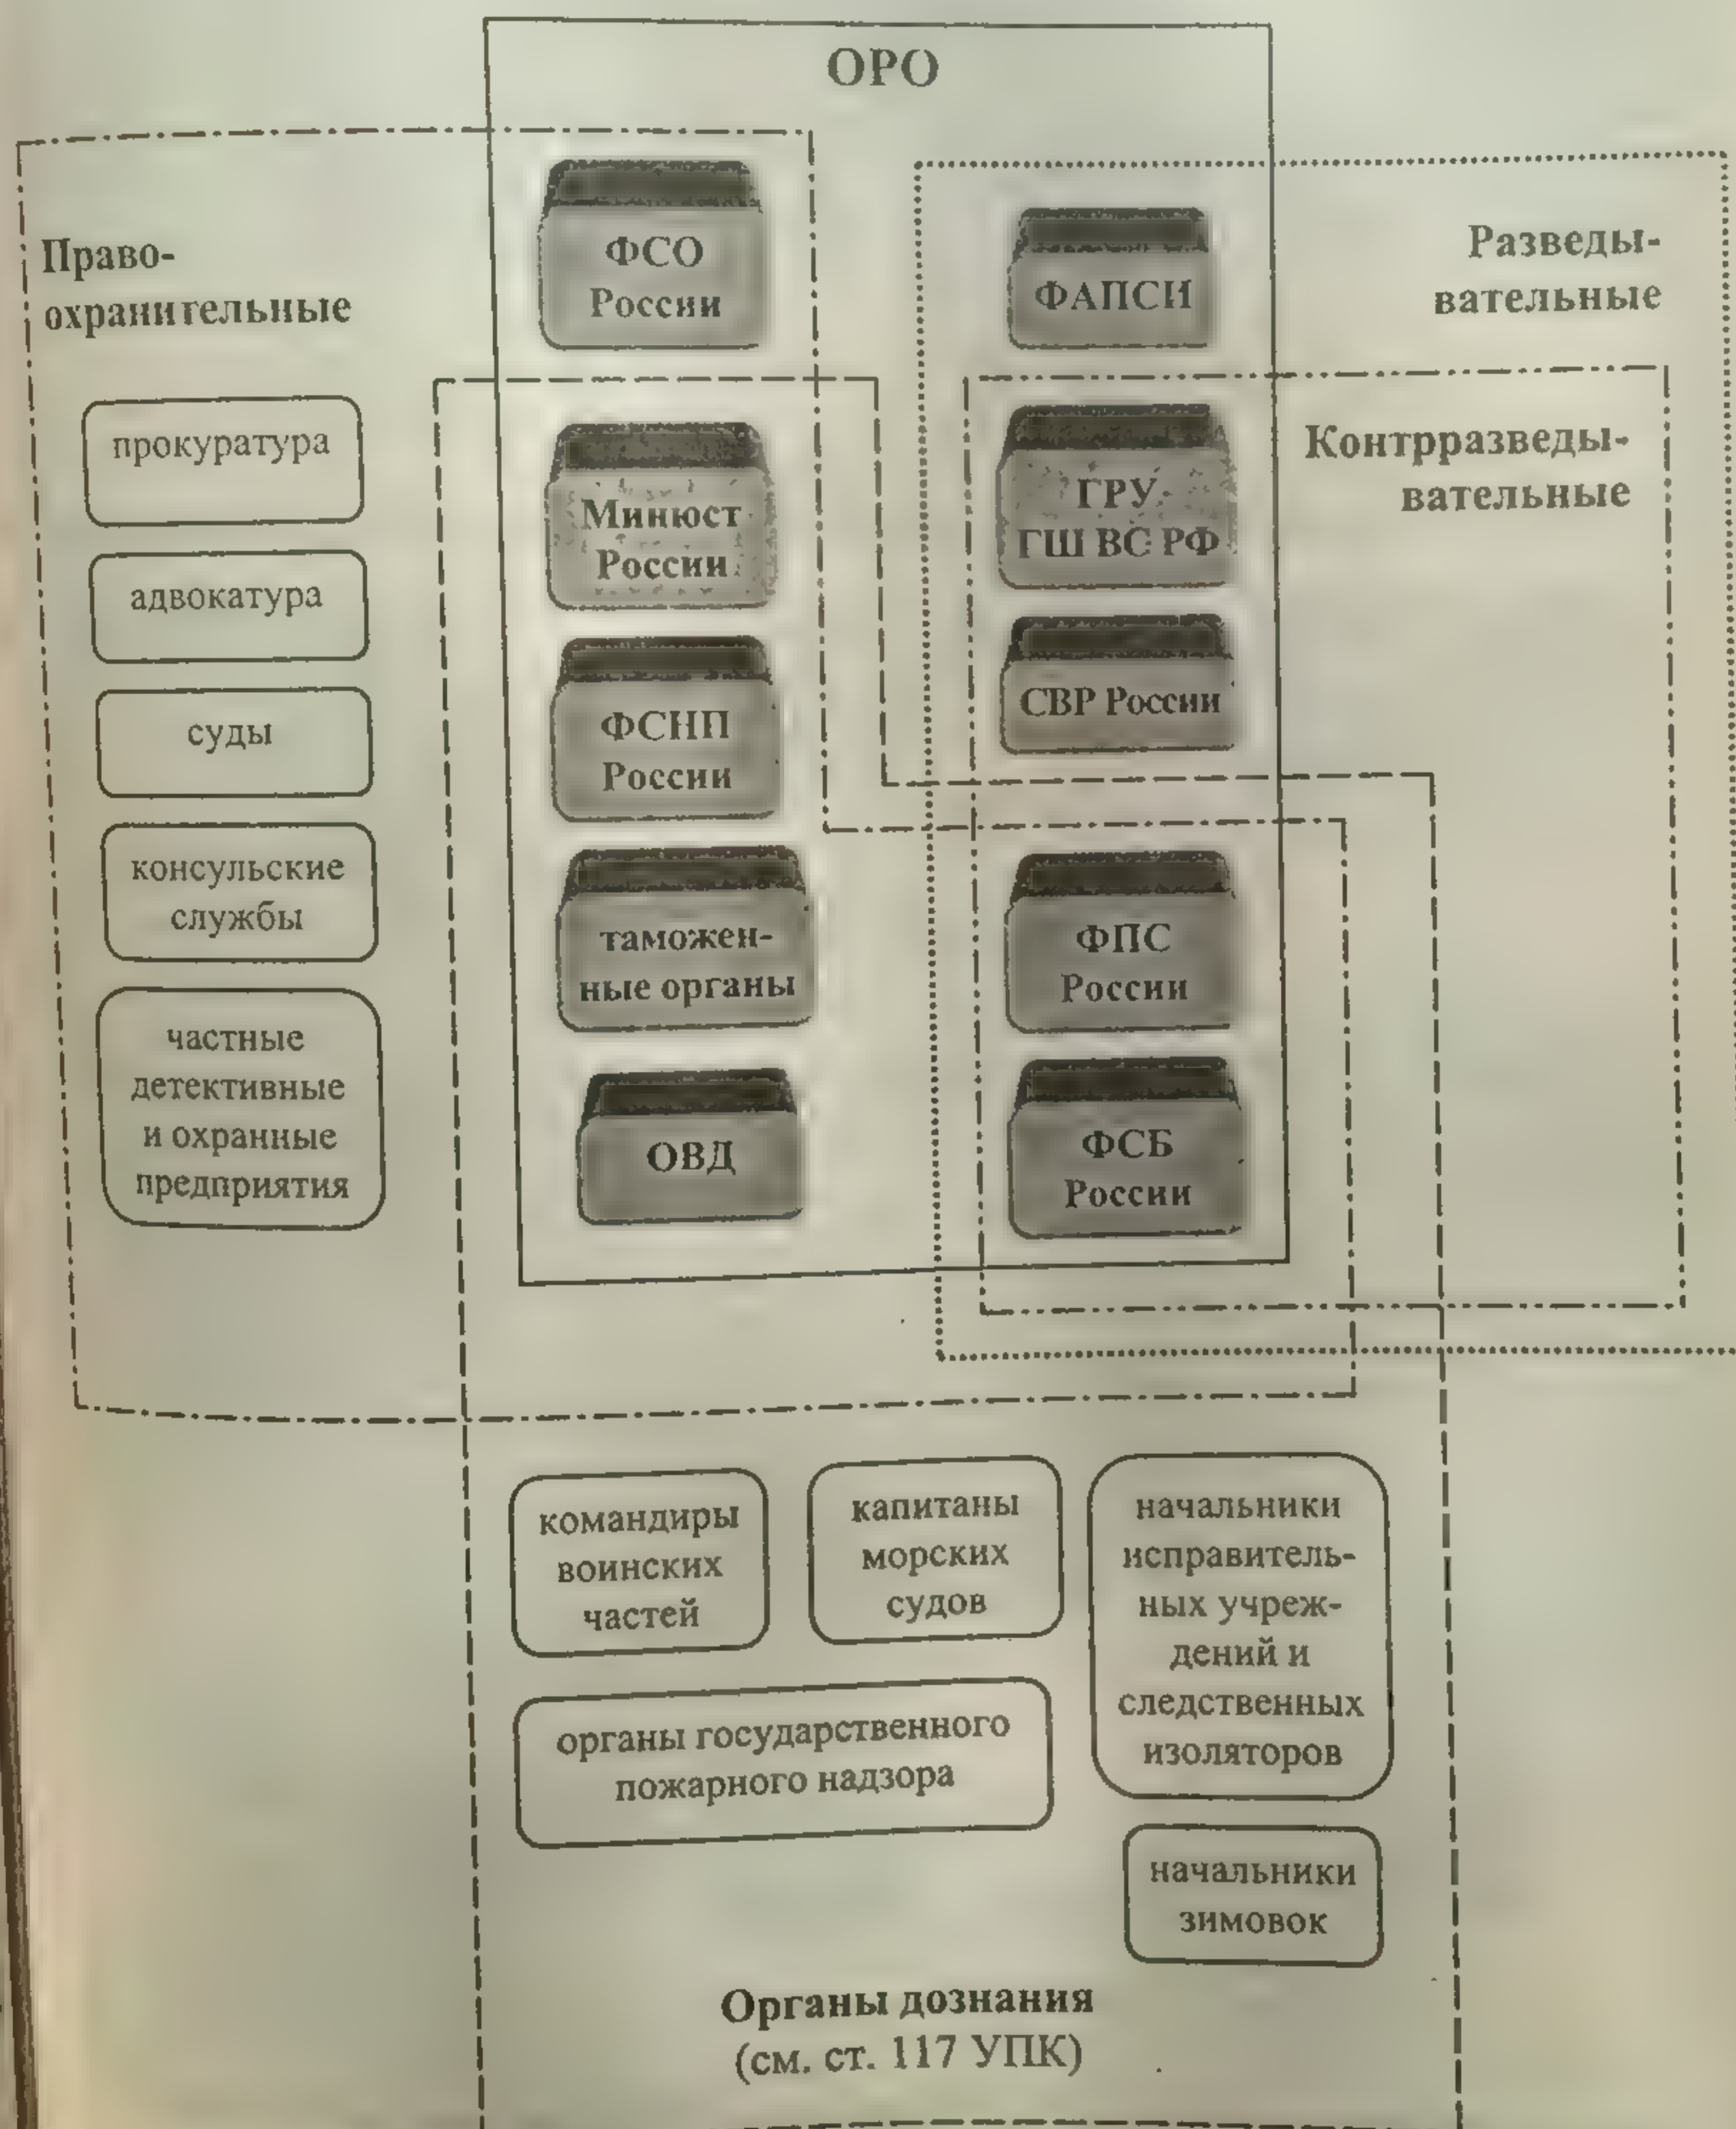 ОРО
Право-
охранительные
прокуратура
адвокатура
суды
консульские
службы
частные
детективные
и охранные
предприятия
ФСО
России
Минюст
России
ФСНП
России
таможен-
ные органы
ОВД
ФАПСИ
ГРУ
ГШ ВС РФ
СВР России
ФПС
России
ФСБ
России
Разведы-
вательные
Контрразведы-
вательные
командиры
воинских
частей
капитаны
морских
судов
начальники
исправитель-
ных учреж-
дений и
следственных
изоляторов
органы государственного
пожарного надзора
начальники
зимовок
Органы дознания
(см. ст. 117 УПК)